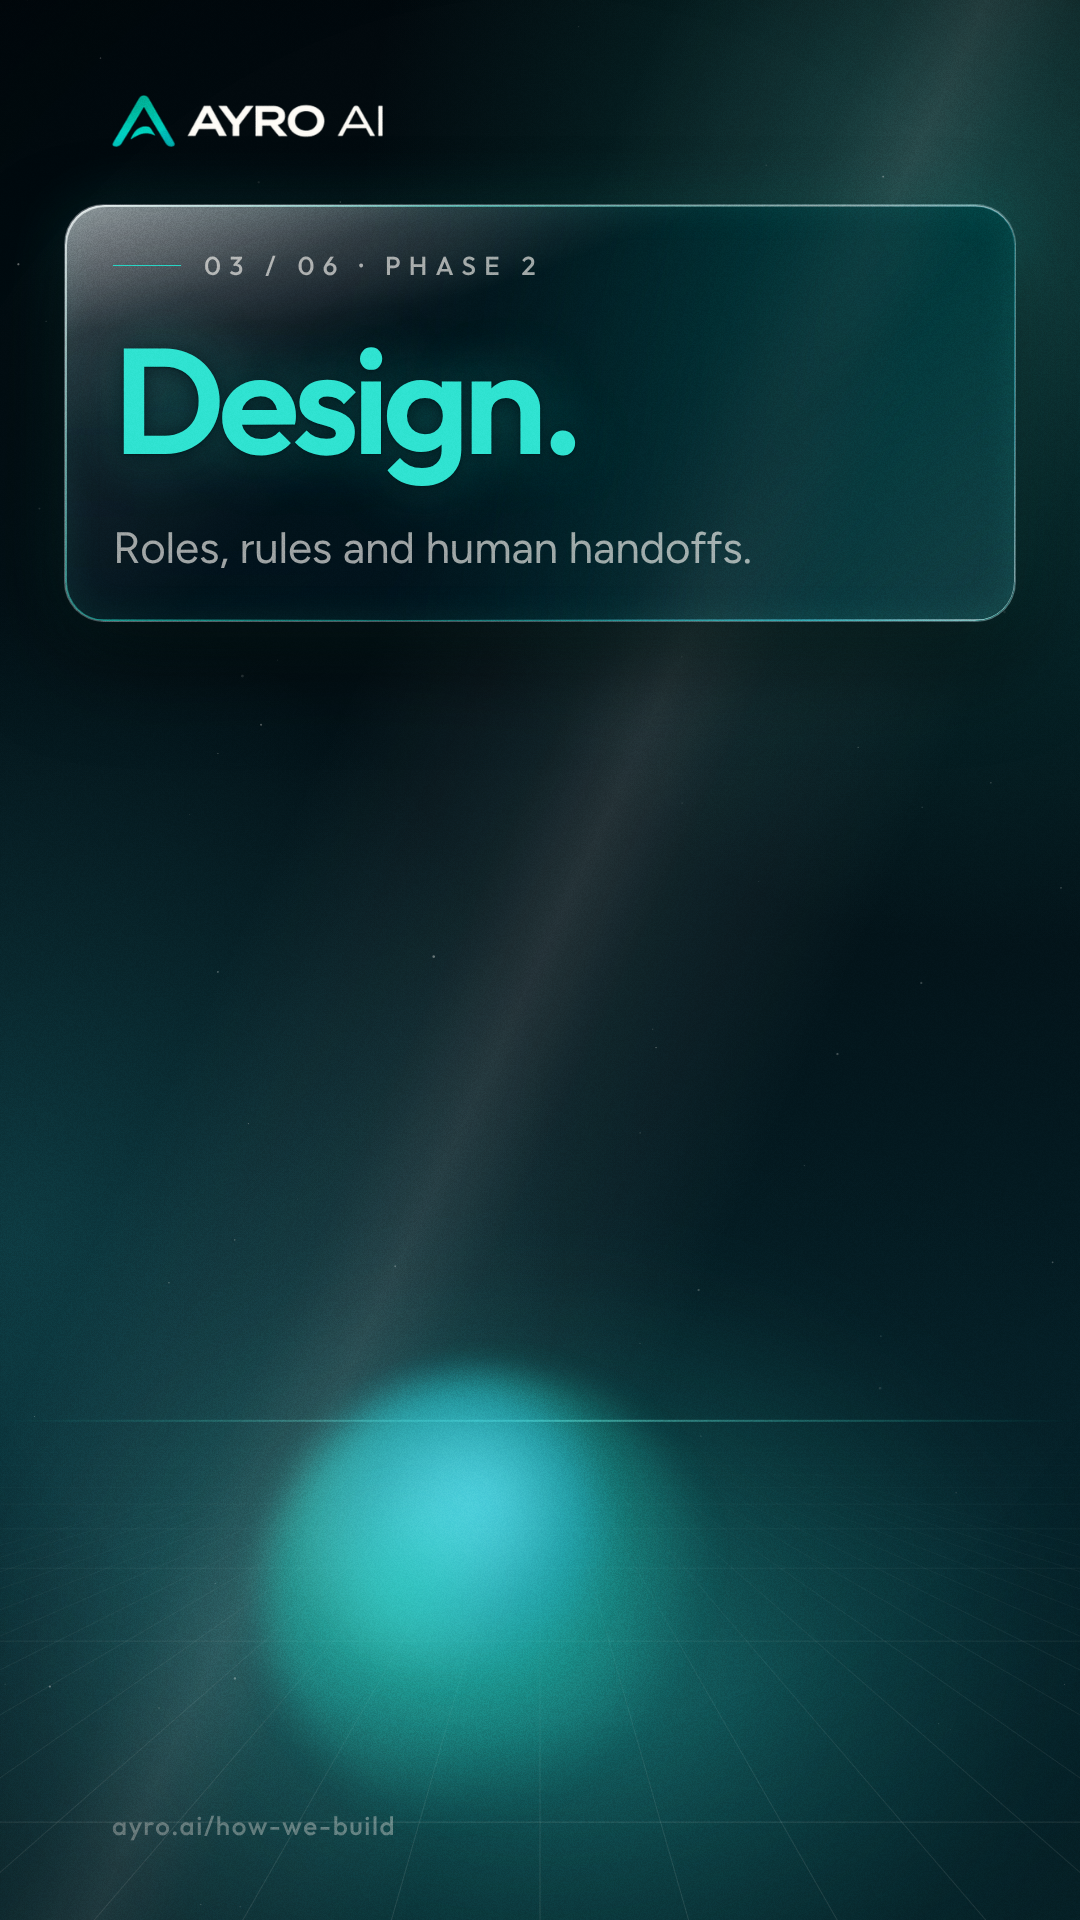 AYRO AI
03 / 06 · PHASE 2
Design.
Roles, rules and human handoffs.
ayro.ai/how-we-build